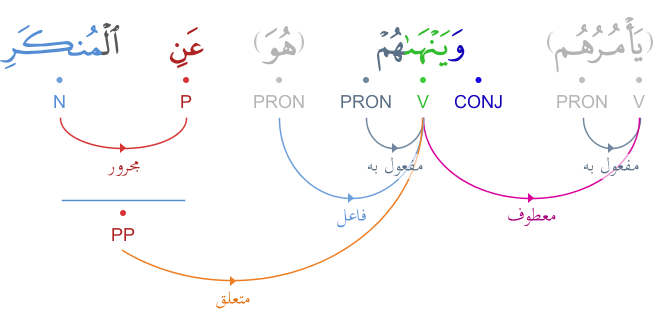 (يَأْمُرُهُم) وَيَنْهَىٰهُمْ (هُوَ) عَنِ ٱلْمُنكَرِ
V PRON CONJ V PRON PRON P N
مفعول به مفعول به مجرور
معطوف فاعل
PP
متعلق